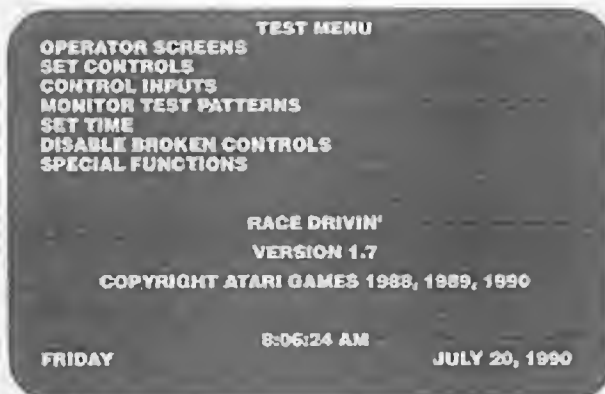 TEST MENU
OPERATOR SCREENS
SET CONTROLS
CONTROL INPUTS
MONITOR TEST PATTERNS
SET TIME
DISABLE BROKEN CONTROLS
SPECIAL FUNCTIONS
RACE DRIVIN'
VERSION 1.7
COPYRIGHT ATARI GAMES 1988, 1989, 1990
8:06:24 AM
FRIDAY JULY 20, 1990